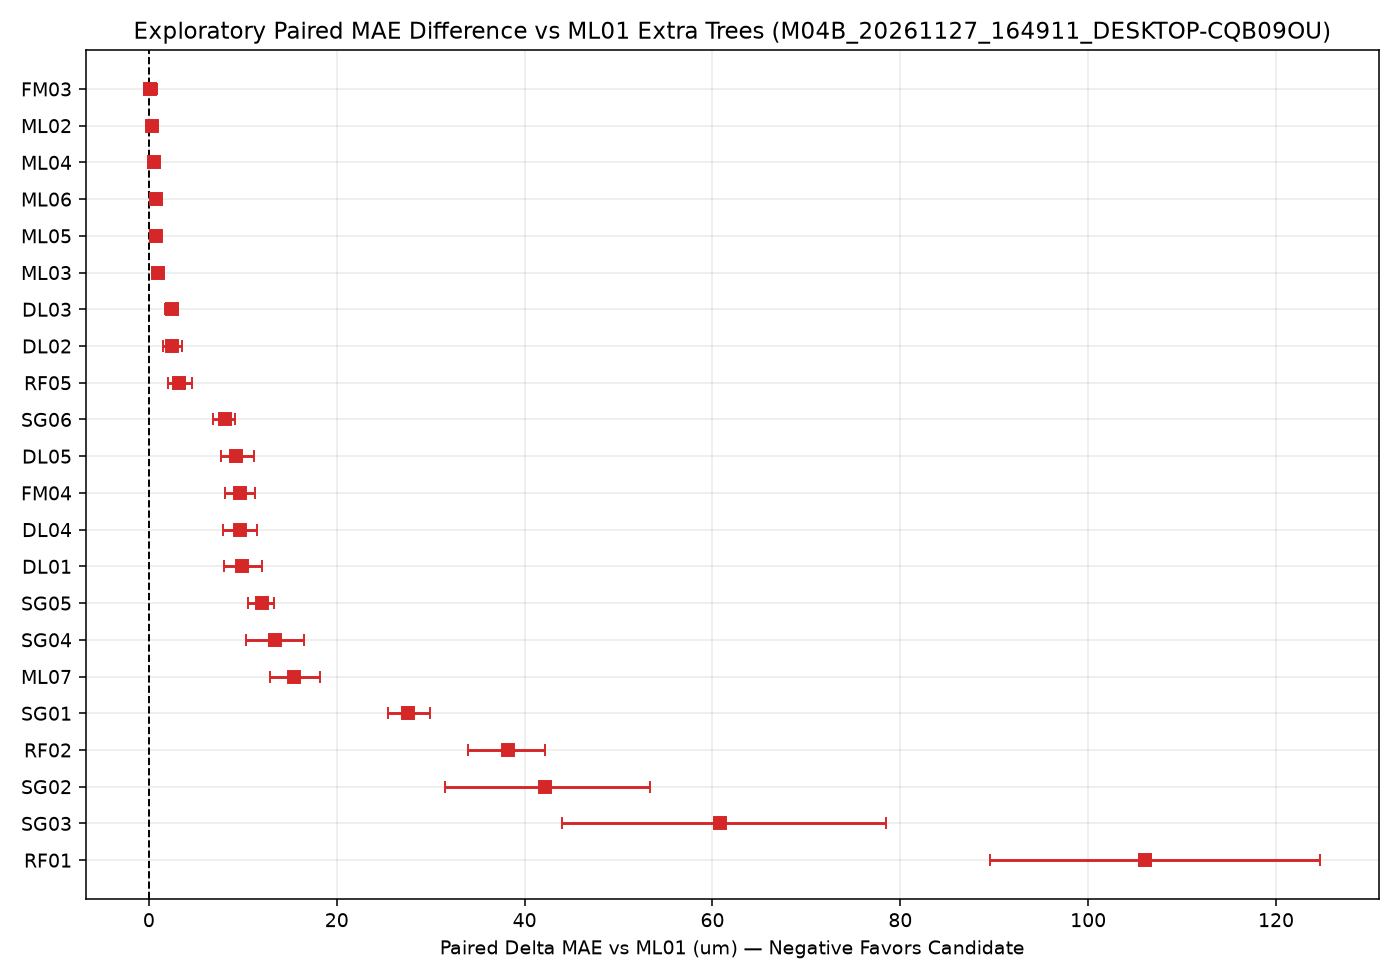 Exploratory Paired MAE Difference vs ML01 Extra Trees (M04B_20261127_164911_DESKTOP-CQB09OU)
FM03
ML02
ML04
ML06
ML05
ML03
DL03
DL02
RF05
SG06
DL05
FM04
DL04
DL01
SG05
SG04
ML07
SG01
RF02
SG02
SG03
RF01
0 20 40 60 80 100 120
Paired Delta MAE vs ML01 (um) — Negative Favors Candidate